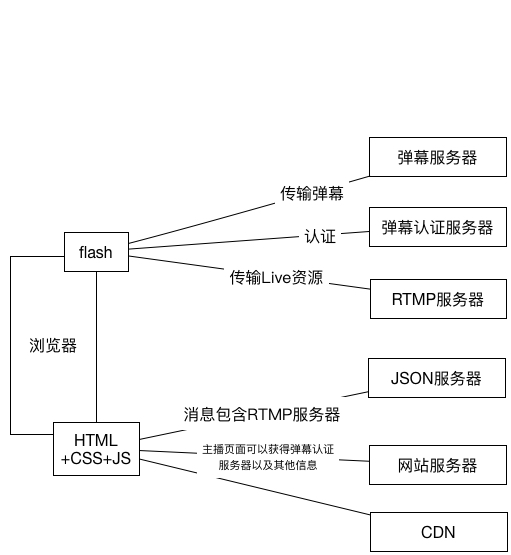 弹幕服务器
传输弹幕
弹幕认证服务器
认证
flash
传输Live资源
RTMP服务器
浏览器
JSON服务器
消息包含RTMP服务器
HTML
+CSS+JS
主播页面可以获得弹幕认证
服务器以及其他信息
网站服务器
CDN